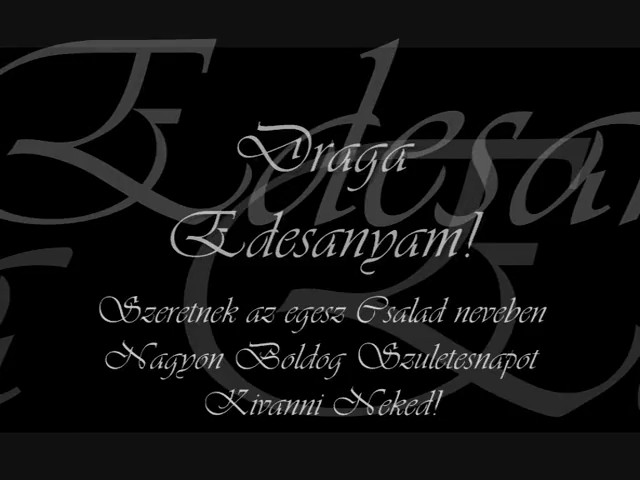 Draga
Edesanyam!
Szeretnek az egesz Csalad neveben
Nagyon Boldog Szuletesnapot
Kivanni Neked!